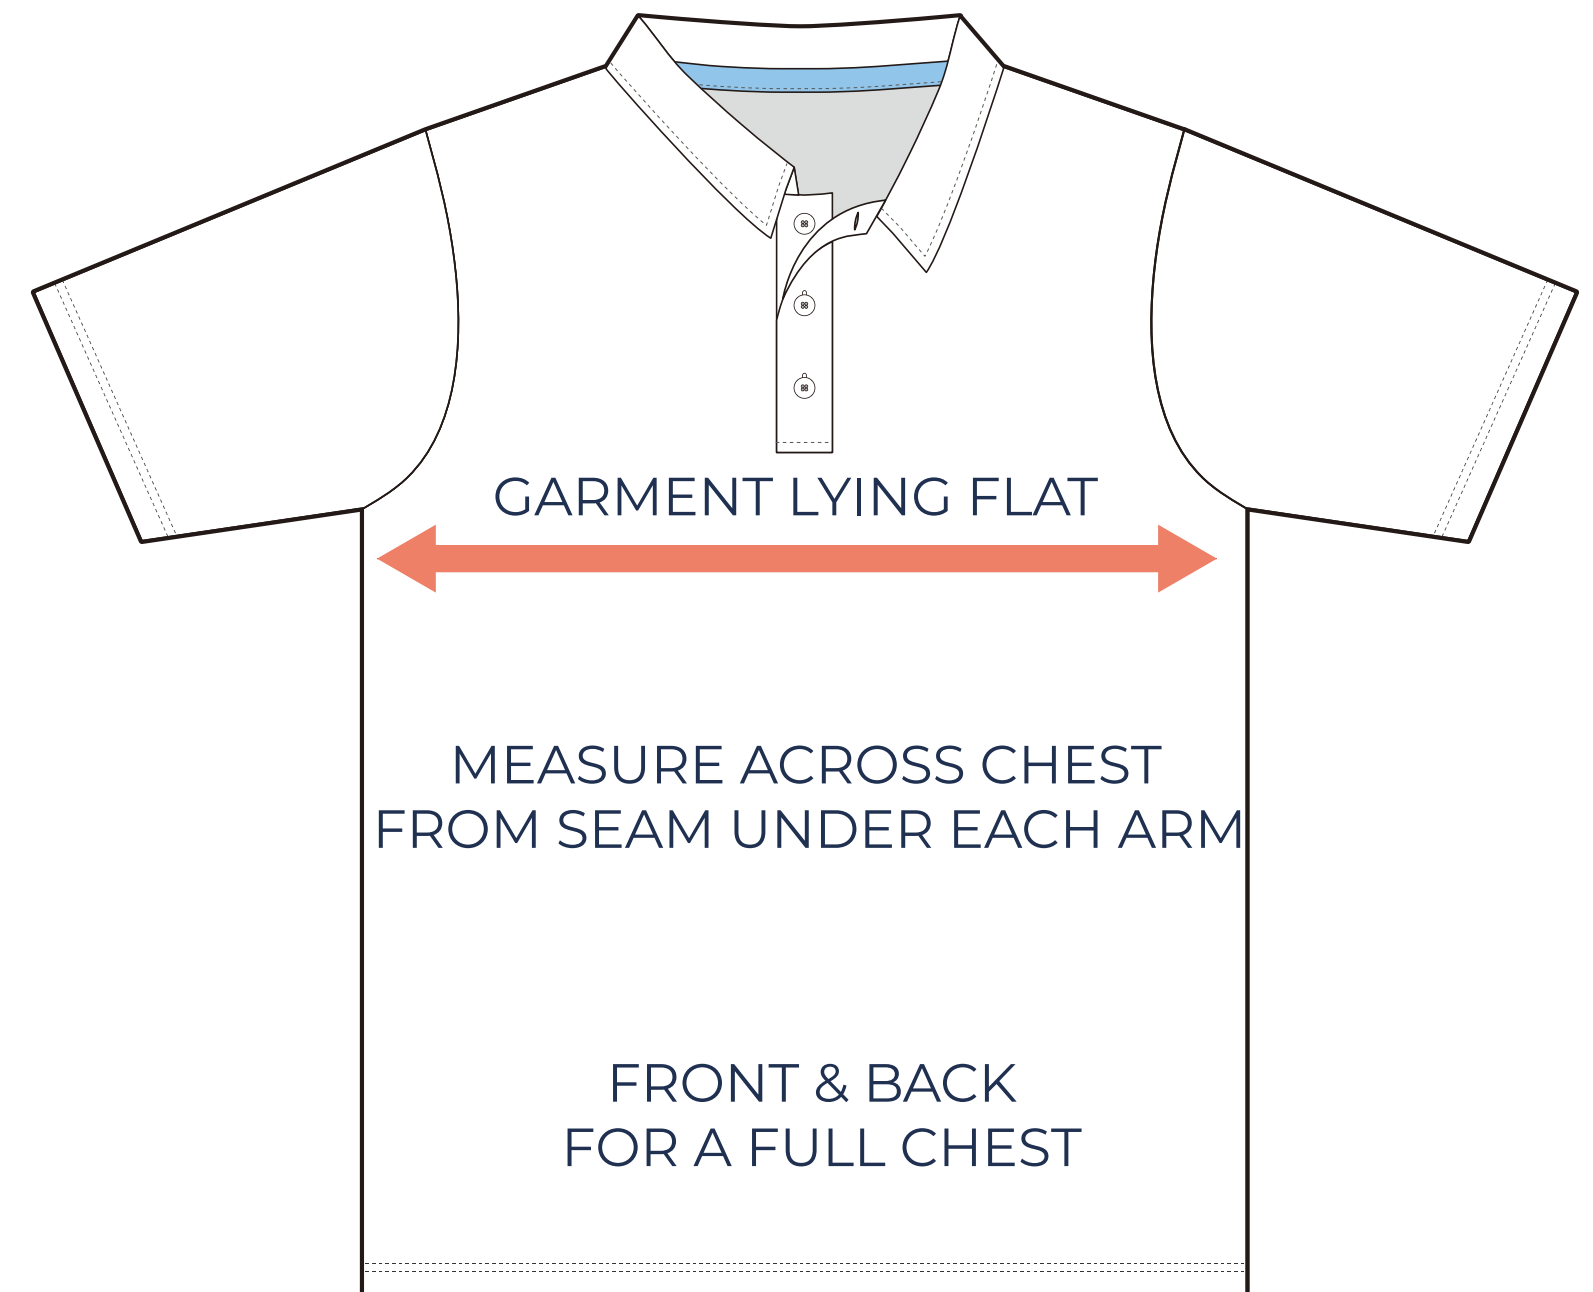 GARMENT LYING FLAT
MEASURE ACROSS CHEST
FROM SEAM UNDER EACH ARM
FRONT & BACK
FOR A FULL CHEST